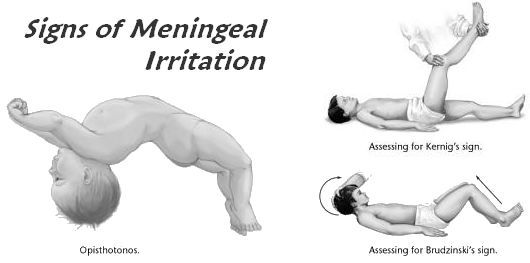 Signs of Meningeal
Irritation
Assessing for Kernig's sign.
Opisthotonos.
Assessing for Brudzinski's sign.